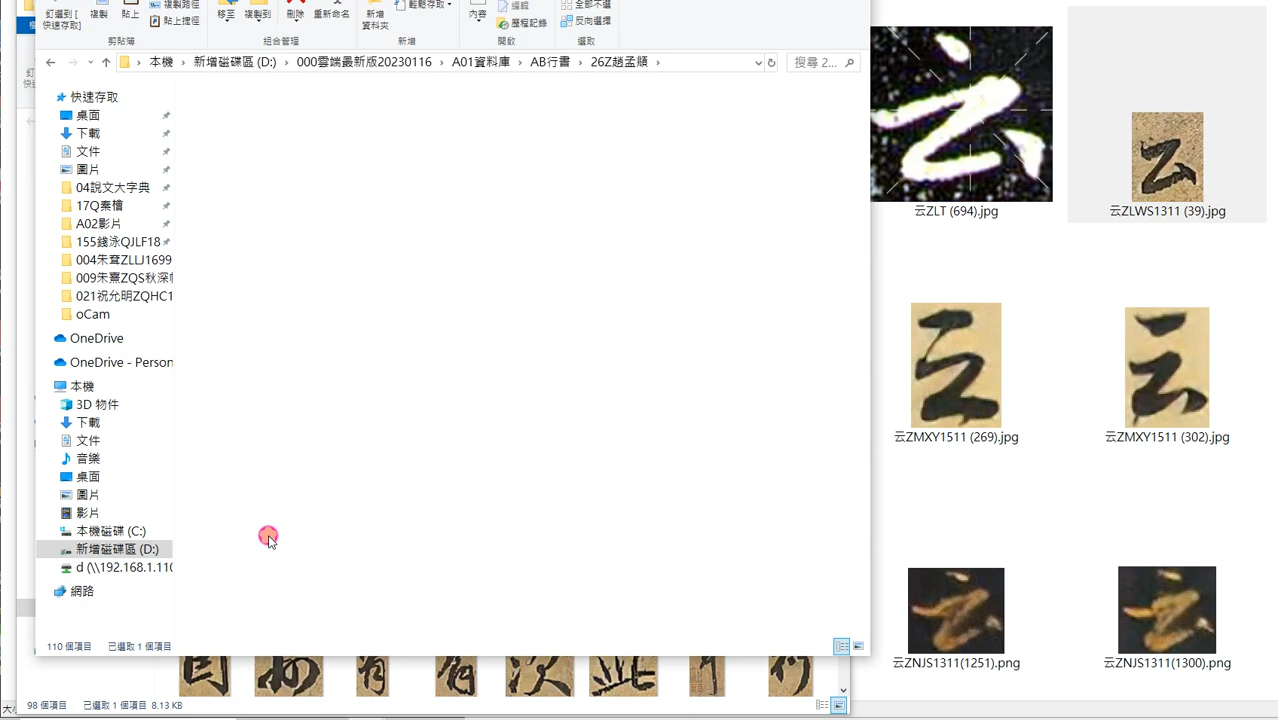 釘選到 [
快速存取]
複製
貼上
複製路徑
貼上捷徑
剪貼簿
移至
複製到
刪除
重新命名
組合管理
新增
資料夾
輕鬆存取
新增
內容
編輯
歷程記錄
開啟
全部不選
反向選擇
選取
本機 › 新增磁碟區 (D:) › 000雲端最新版20230116 › A01資料庫 › AB行書 › 26Z趙孟頫 ›
搜尋 2...
快速存取
桌面
下載
文件
圖片
04說文大字典
17Q秦檜
A02影片
155錢泳QJLF18
004朱耷ZLLJ1699
009朱熹ZQS秋深
021祝允明ZQHC1
oCam
OneDrive
OneDrive - Person
本機
3D 物件
下載
文件
音樂
桌面
圖片
影片
本機磁碟 (C:)
新增磁碟區 (D:)
d (\\192.168.1.110
網路
110 個項目 已選取 1 個項目
98 個項目 已選取 1 個項目 8.13 KB
云
云
云ZLT (694).jpg
云ZLWS1311 (39).jpg
云
云
云ZMXY1511 (269).jpg
云ZMXY1511 (302).jpg
云
云
云ZNJS1311(1251).png
云ZNJS1311(1300).png